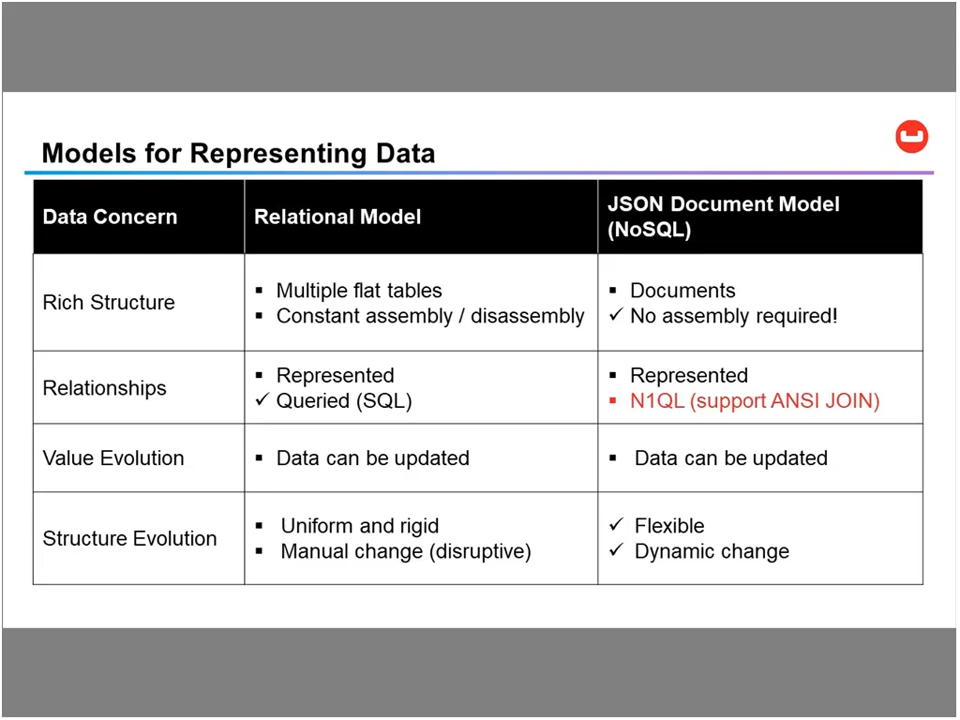 Models for Representing Data
Data Concern
Relational Model
JSON Document Model
(NoSQL)
Rich Structure
▪ Multiple flat tables
▪ Constant assembly / disassembly
▪ Documents
✓ No assembly required!
Relationships
▪ Represented
✓ Queried (SQL)
▪ Represented
▪ N1QL (support ANSI JOIN)
Value Evolution
▪ Data can be updated
▪ Data can be updated
Structure Evolution
▪ Uniform and rigid
▪ Manual change (disruptive)
✓ Flexible
✓ Dynamic change